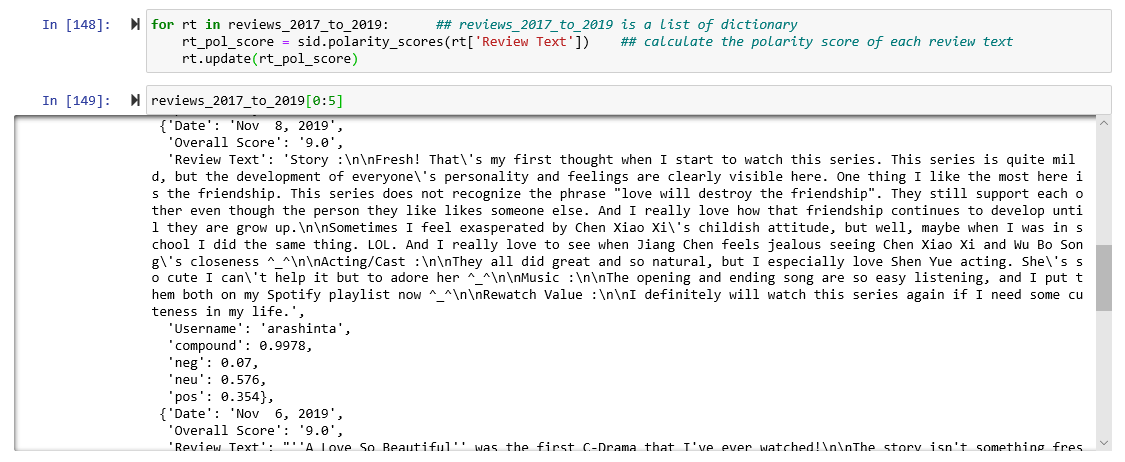 In [148]: for rt in reviews_2017_to_2019:      ## reviews_2017_to_2019 is a list of dictionary
    rt_pol_score = sid.polarity_scores(rt['Review Text'])    ## calculate the polarity score of each review text
    rt.update(rt_pol_score)
In [149]: reviews_2017_to_2019[0:5]
{'Date': 'Nov  8, 2019',
 'Overall Score': '9.0',
 'Review Text': 'Story :\n\nFresh! That\'s my first thought when I start to watch this series. This series is quite mil
d, but the development of everyone\'s personality and feelings are clearly visible here. One thing I like the most here i
s the friendship. This series does not recognize the phrase "love will destroy the friendship". They still support each o
ther even though the person they like likes someone else. And I really love how that friendship continues to develop unti
l they are grow up.\n\nSometimes I feel exasperated by Chen Xiao Xi\'s childish attitude, but well, maybe when I was in s
chool I did the same thing. LOL. And I really love to see when Jiang Chen feels jealous seeing Chen Xiao Xi and Wu Bo Son
g\'s closeness ^_^\n\nActing/Cast :\n\nThey all did great and so natural, but I especially love Shen Yue acting. She\'s s
o cute I can\'t help it but to adore her ^_^\n\nMusic :\n\nThe opening and ending song are so easy listening, and I put t
hem both on my Spotify playlist now ^_^\n\nRewatch Value :\n\nI definitely will watch this series again if I need some cu
teness in my life.',
 'Username': 'arashinta',
 'compound': 0.9978,
 'neg': 0.07,
 'neu': 0.576,
 'pos': 0.354},
{'Date': 'Nov  6, 2019',
 'Overall Score': '9.0',
 'Review Text': "''A Love So Beautiful'' was the first C-Drama that I've ever watched!\n\nThe story isn't something fres